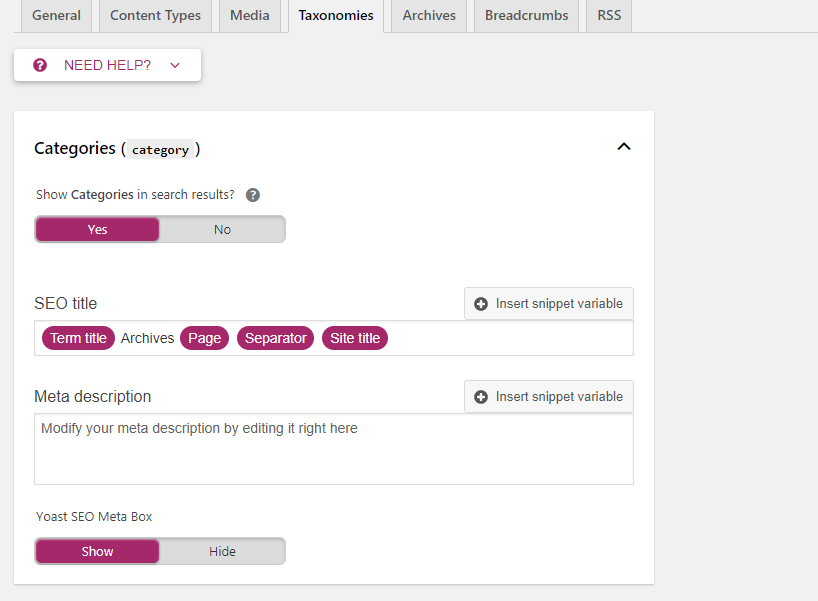 General Content Types Media Taxonomies Archives Breadcrumbs RSS
? NEED HELP?
Categories ( category )
Show Categories in search results? ?
Yes No
SEO title Insert snippet variable
Term title Archives Page Separator Site title
Meta description Insert snippet variable
Modify your meta description by editing it right here
Yoast SEO Meta Box
Show Hide